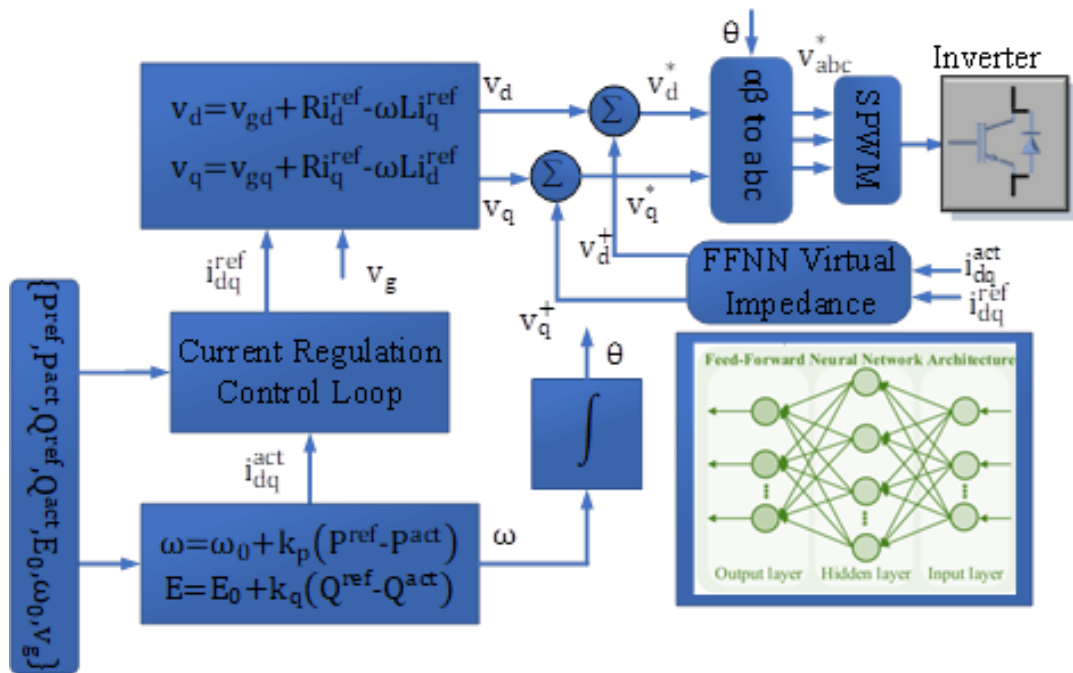 θ
v*abc
Inverter
vd
v*d
vd=vgd+Ridref-ωLiqref
vq=vgq+Riqref-ωLidref
Σ
Σ
αβ to abc
SPWM
vq
v*q
v+d
idqref
vg
FFNN Virtual
Impedance
idqact
idqref
v+q
θ
{Pref,Pact,Qref,Qact,E0,ω0,vg}
Current Regulation
Control Loop
∫
Feed-Forward Neural Network Architecture
idqact
ω=ω0+kp(Pref-Pact)
E=E0+kq(Qref-Qact)
ω
Output layer
Hidden layer
Input layer